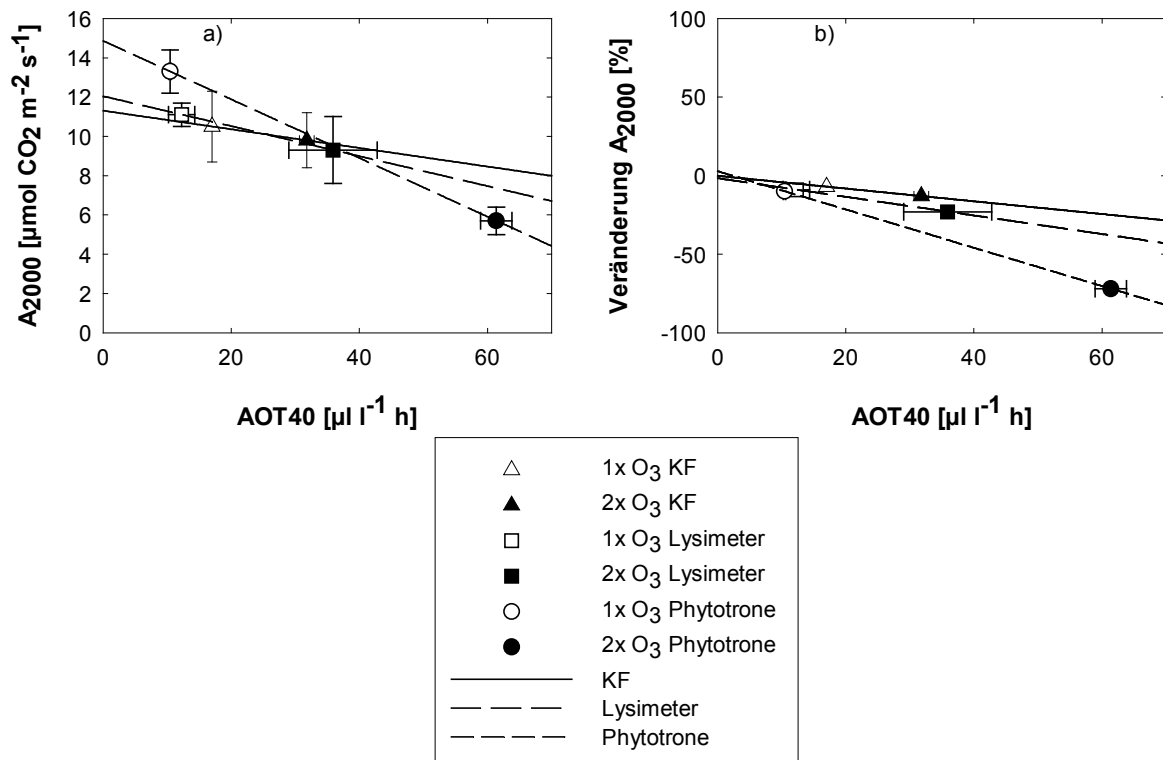 a)
A2000 [µmol CO2 m-2 s-1]
16
14
12
10
8
6
4
2
0
0 20 40 60
AOT40 [µl l-1 h]
b)
Veränderung A2000 [%]
100
50
0
-50
-100
0 20 40 60
AOT40 [µl l-1 h]
1x O3 KF
2x O3 KF
1x O3 Lysimeter
2x O3 Lysimeter
1x O3 Phytotrone
2x O3 Phytotrone
KF
Lysimeter
Phytotrone